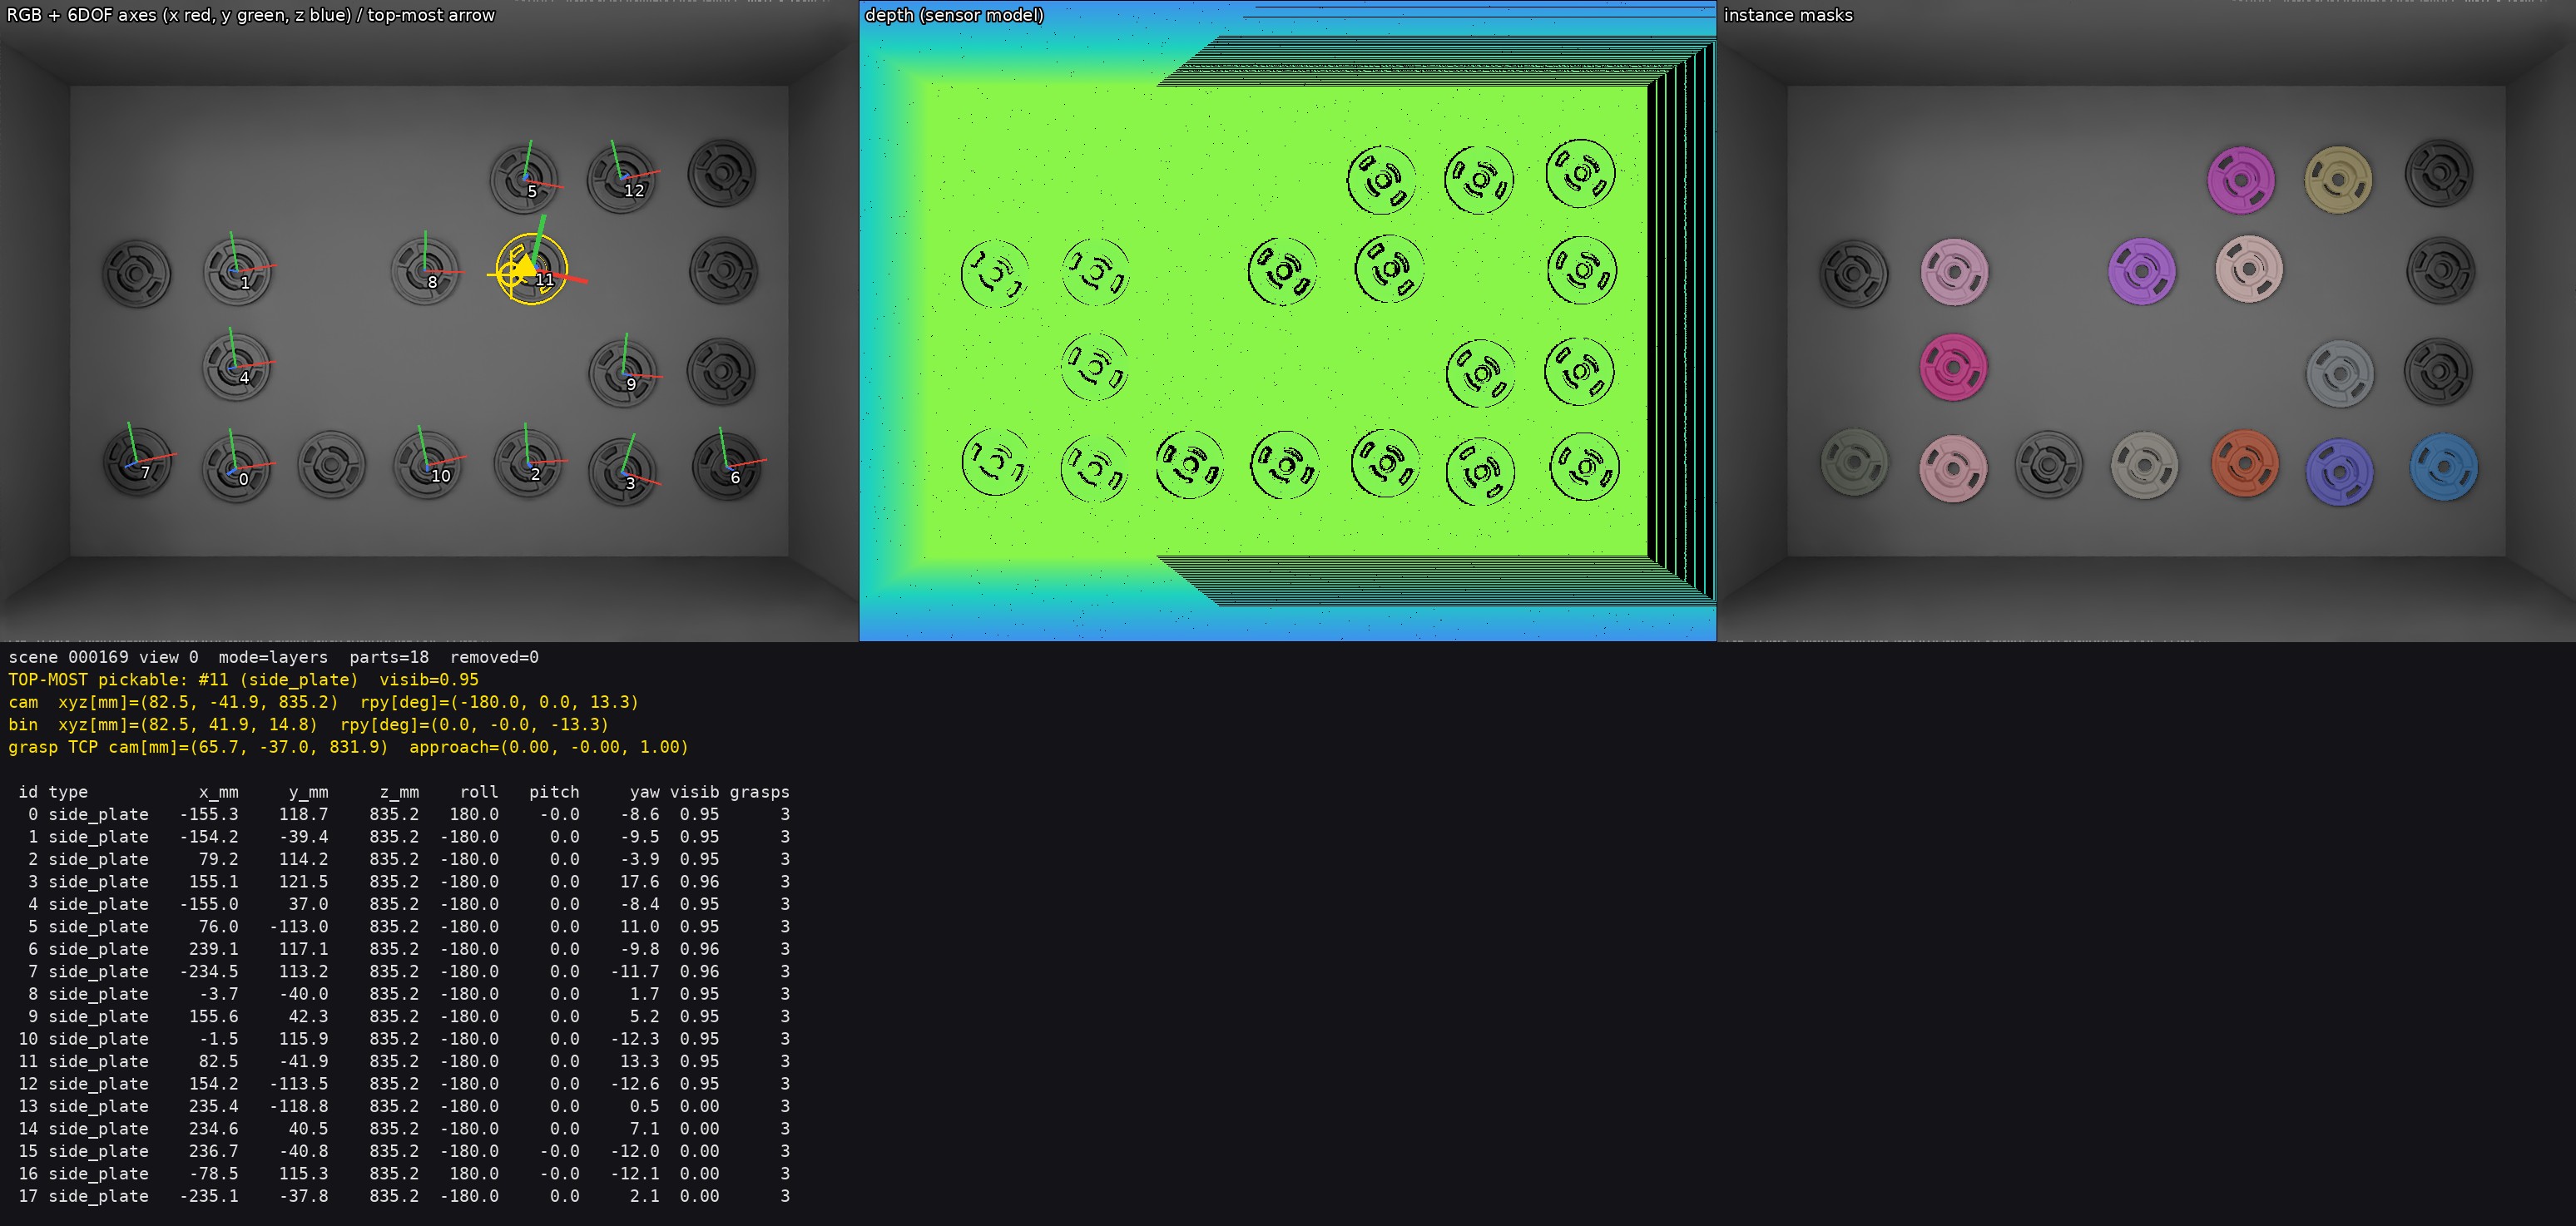 RGB + 6DOF axes (x red, y green, z blue) / top-most arrow
depth (sensor model)
instance masks
5
12
1
8
11
4
9
7
0
10
2
3
6
scene 000169 view 0  mode=layers  parts=18  removed=0
TOP-MOST pickable: #11 (side_plate)  visib=0.95
cam  xyz[mm]=(82.5, -41.9, 835.2)  rpy[deg]=(-180.0, 0.0, 13.3)
bin  xyz[mm]=(82.5, 41.9, 14.8)  rpy[deg]=(0.0, -0.0, -13.3)
grasp TCP cam[mm]=(65.7, -37.0, 831.9)  approach=(0.00, -0.00, 1.00)
id type x_mm y_mm z_mm roll pitch yaw visib grasps
0 side_plate -155.3 118.7 835.2 180.0 -0.0 -8.6 0.95 3
1 side_plate -154.2 -39.4 835.2 -180.0 0.0 -9.5 0.95 3
2 side_plate 79.2 114.2 835.2 -180.0 0.0 -3.9 0.95 3
3 side_plate 155.1 121.5 835.2 -180.0 0.0 17.6 0.96 3
4 side_plate -155.0 37.0 835.2 -180.0 0.0 -8.4 0.95 3
5 side_plate 76.0 -113.0 835.2 -180.0 0.0 11.0 0.95 3
6 side_plate 239.1 117.1 835.2 -180.0 0.0 -9.8 0.96 3
7 side_plate -234.5 113.2 835.2 -180.0 0.0 -11.7 0.96 3
8 side_plate -3.7 -40.0 835.2 -180.0 0.0 1.7 0.95 3
9 side_plate 155.6 42.3 835.2 -180.0 0.0 5.2 0.95 3
10 side_plate -1.5 115.9 835.2 -180.0 0.0 -12.3 0.95 3
11 side_plate 82.5 -41.9 835.2 -180.0 0.0 13.3 0.95 3
12 side_plate 154.2 -113.5 835.2 -180.0 0.0 -12.6 0.95 3
13 side_plate 235.4 -118.8 835.2 -180.0 0.0 0.5 0.00 3
14 side_plate 234.6 40.5 835.2 -180.0 0.0 7.1 0.00 3
15 side_plate 236.7 -40.8 835.2 -180.0 -0.0 -12.0 0.00 3
16 side_plate -78.5 115.3 835.2 180.0 -0.0 -12.1 0.00 3
17 side_plate -235.1 -37.8 835.2 -180.0 0.0 2.1 0.00 3